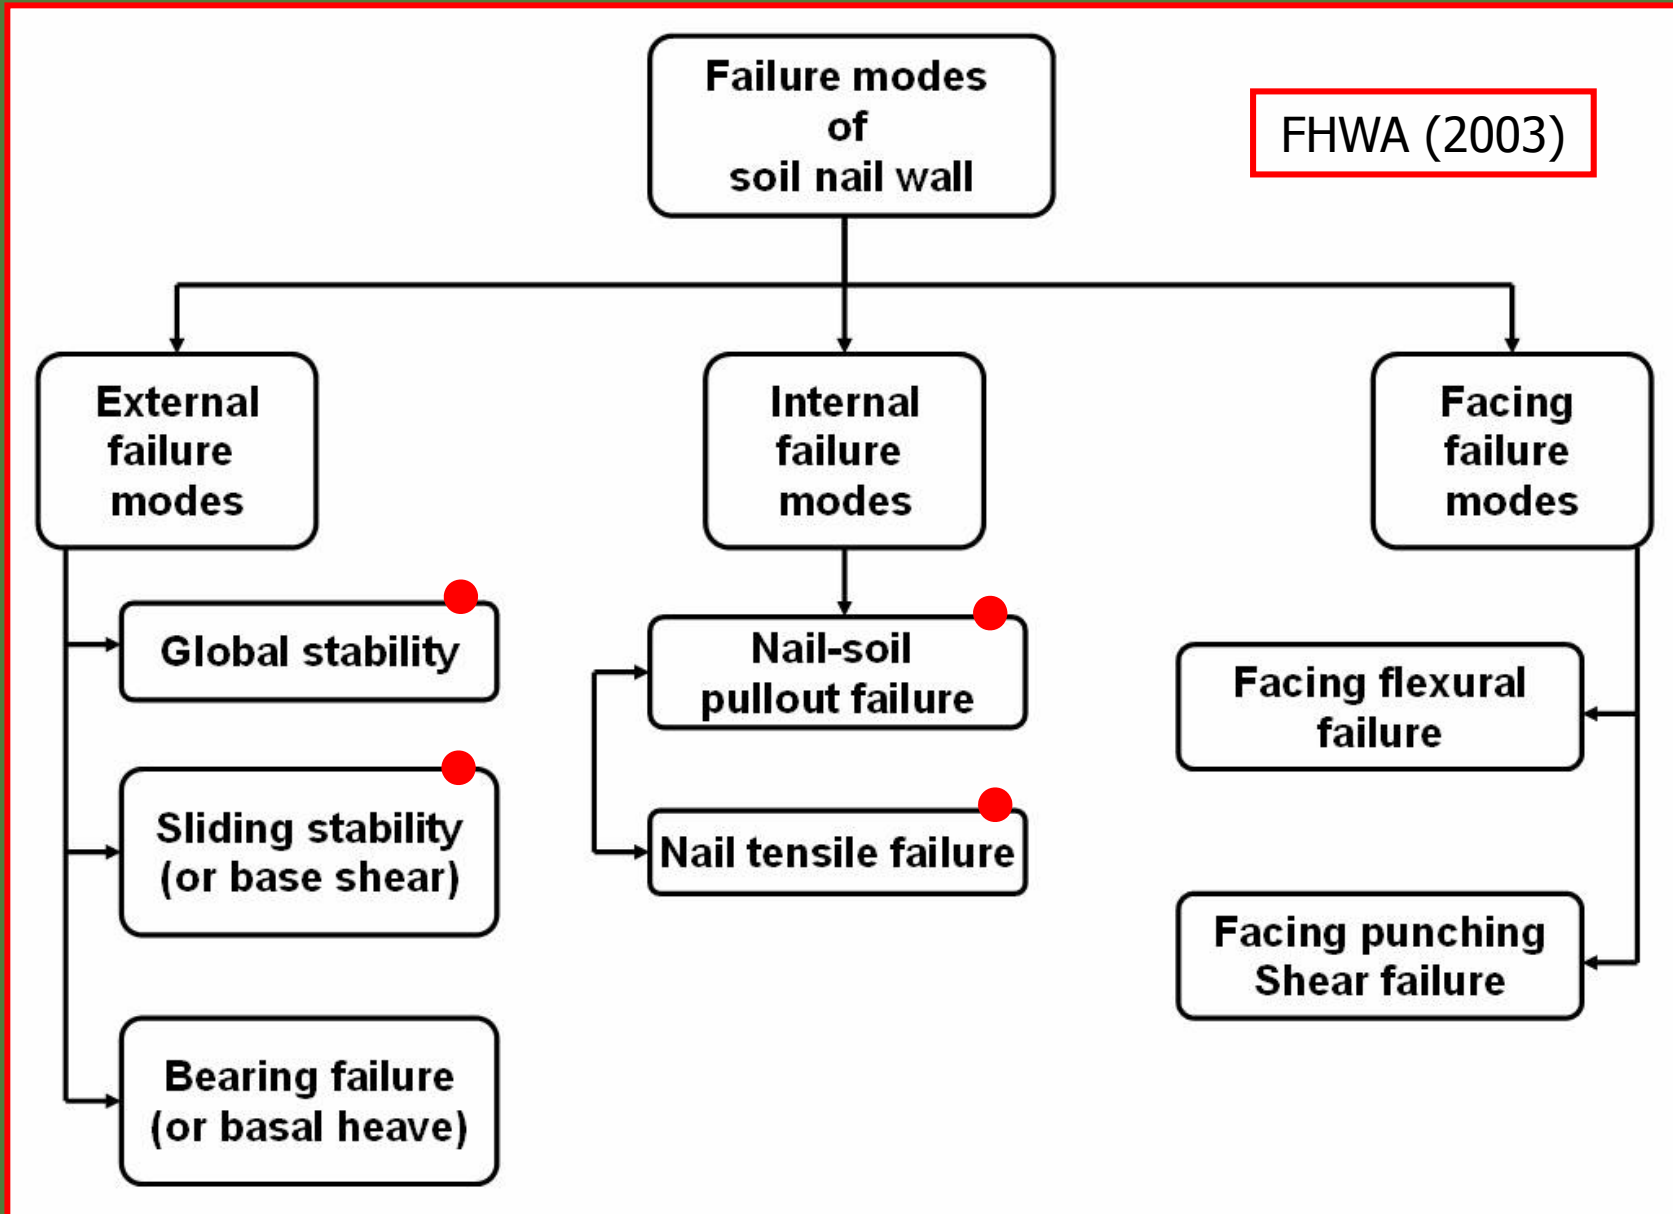 Failure modes
of
soil nail wall
FHWA (2003)
External
failure
modes
Internal
failure
modes
Facing
failure
modes
Global stability
Sliding stability
(or base shear)
Bearing failure
(or basal heave)
Nail-soil
pullout failure
Nail tensile failure
Facing flexural
failure
Facing punching
Shear failure